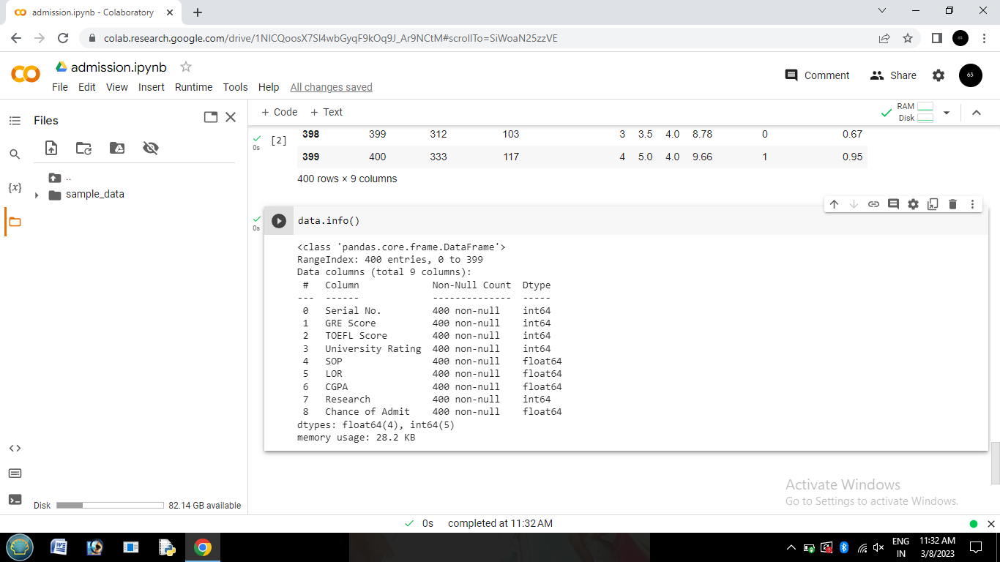 admission.ipynb - Colaboratory
colab.research.google.com/drive/1NlCQoosX7Sl4wbGyqF9kOq9J_Ar9NCtM#scrollTo=SiWoaN25zzVE
admission.ipynb
File Edit View Insert Runtime Tools Help All changes saved
Comment Share 63
Files
+ Code + Text
RAM
Disk
..
sample_data
{x}
[2]
0s
398 399 312 103 3 3.5 4.0 8.78 0 0.67
399 400 333 117 4 5.0 4.0 9.66 1 0.95
400 rows × 9 columns
0s
data.info()
<class 'pandas.core.frame.DataFrame'>
RangeIndex: 400 entries, 0 to 399
Data columns (total 9 columns):
# Column Non-Null Count Dtype
--- ------ -------------- -----
0 Serial No. 400 non-null int64
1 GRE Score 400 non-null int64
2 TOEFL Score 400 non-null int64
3 University Rating 400 non-null int64
4 SOP 400 non-null float64
5 LOR 400 non-null float64
6 CGPA 400 non-null float64
7 Research 400 non-null int64
8 Chance of Admit 400 non-null float64
dtypes: float64(4), int64(5)
memory usage: 28.2 KB
Activate Windows
Go to Settings to activate Windows.
Disk 82.14 GB available
0s completed at 11:32 AM
ENG
IN
11:32 AM
3/8/2023